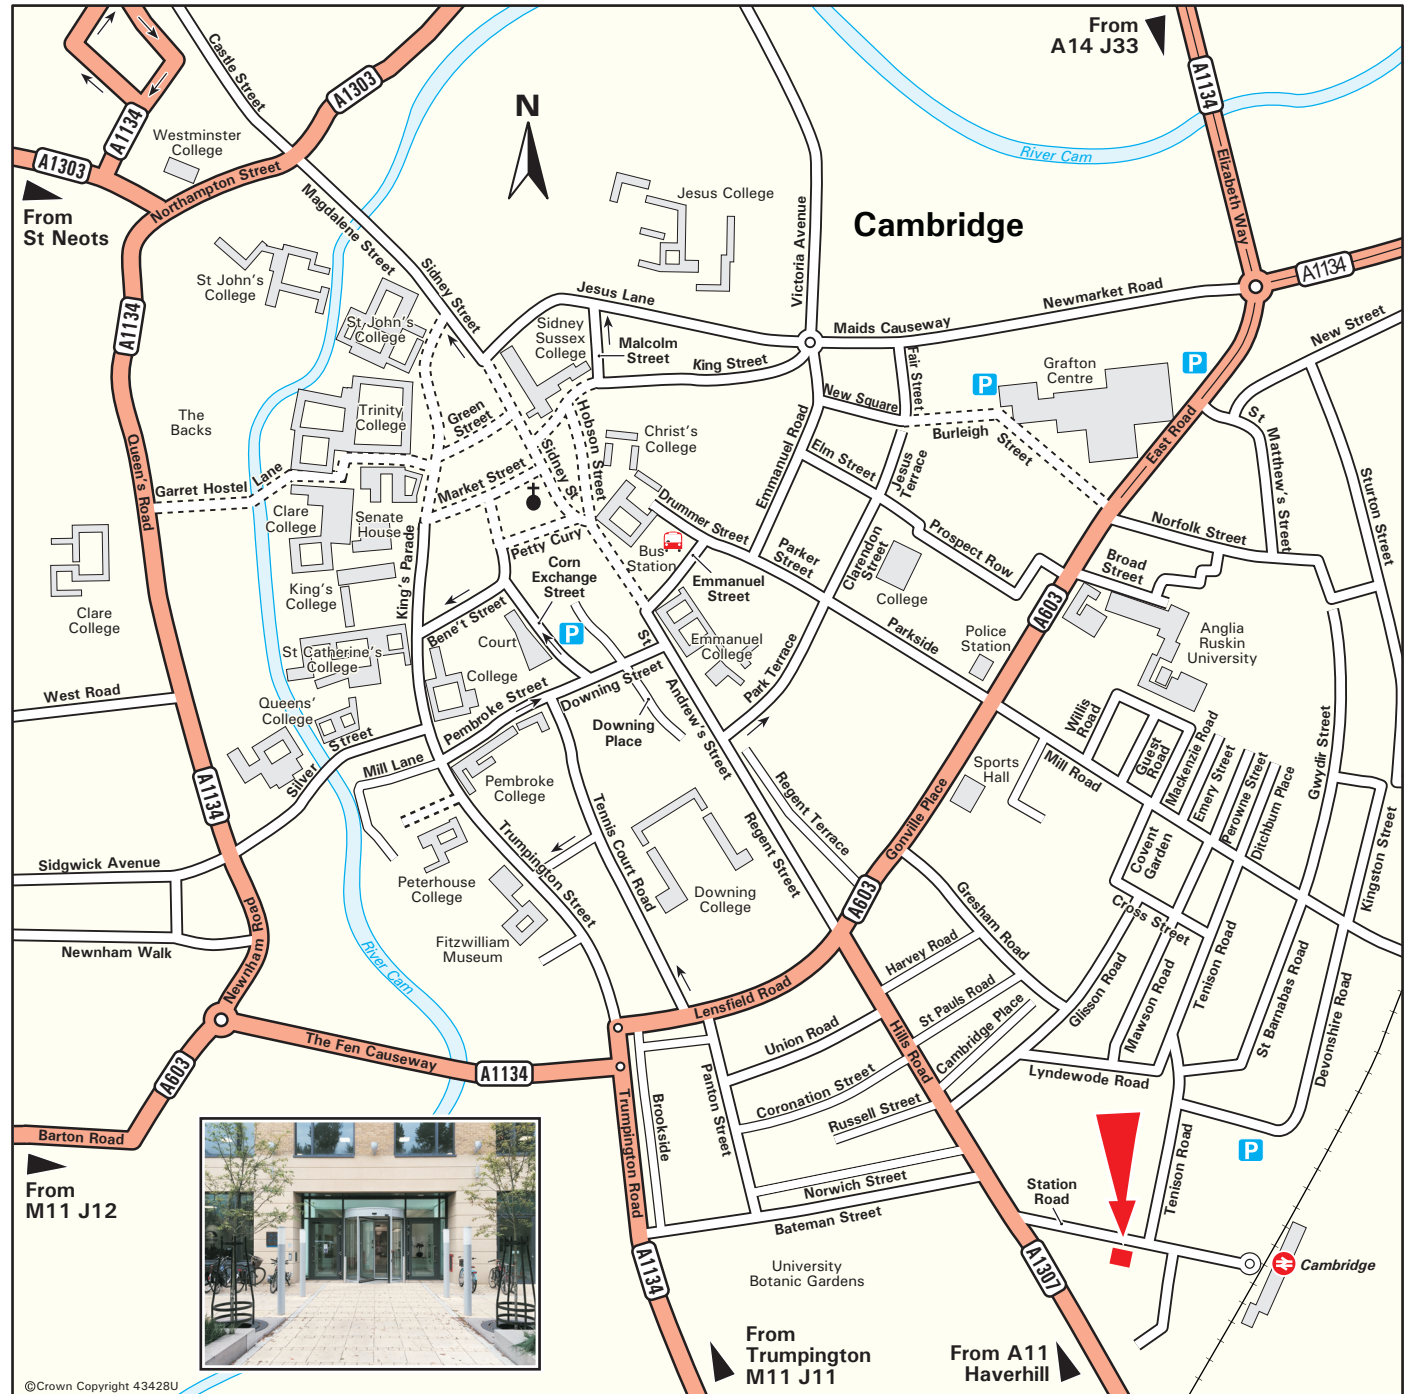 From
A14 J33
A1303
A1134
Castle Street
A1134
Westminster
College
N
A1303
River Cam
Elizabeth Way
Northampton Street
From
St Neots
Magdalene Street
Jesus College
Victoria Avenue
Cambridge
A1134
St John's
College
Sidney Street
Jesus Lane
Newmarket Road
A1134
St John's
College
Sidney
Sussex
College
Malcolm
Street
Maids Causeway
New Street
King Street
Fair Street
Grafton
Centre
P
P
The
Backs
Trinity
College
Green
Street
Hobson Street
Christ's
College
New Square
Emmanuel Road
Burleigh
Street
East Road
St
Matthew's Street
Queen's Road
Garret Hostel Lane
Market Street
Sidney St
Elm Street
Jesus
Terrace
Sturton Street
Clare
College
Senate
House
Drummer Street
Petty Cury
Bus
Station
Parker
Street
Clarendon
Street
Prospect Row
Norfolk Street
Broad
Street
Clare
College
King's
College
King's Parade
Corn
Exchange
Street
Emmanuel
Street
College
A603
Bene't Street
Court
P
St
Emmanuel
College
Parkside
Police
Station
Anglia
Ruskin
University
St Catherine's
College
College
West Road
Queens'
College
Pembroke Street
Downing Street
Park Terrace
Downing
Place
Andrew's Street
Willis
Road
Guest
Road
Mackenzie Road
Emery Street
Perowne Street
Ditchburn Place
Gwydir Street
Silver Street
Mill Lane
Pembroke
College
Regent Terrace
Sports
Hall
Mill Road
A1134
Tennis Court Road
Regent Street
Gonville Place
Covent
Garden
Kingston Street
Sidgwick Avenue
Peterhouse
College
Trumpington Street
Downing
College
A603
Gresham Road
Cross Street
Newnham Walk
Newnham Road
River Cam
Fitzwilliam
Museum
Harvey Road
Lensfield Road
St Pauls Road
Cambridge Place
Glisson Road
Mawson Road
Tenison Road
St Barnabas Road
Devonshire Road
The Fen Causeway
A1134
A603
Union Road
Hills Road
Lyndewode Road
Coronation Street
Russell Street
Panton Street
Brookside
Trumpington Road
Barton Road
From
M11 J12
P
Tenison Road
Norwich Street
Bateman Street
Station
Road
University
Botanic Gardens
A1134
A1307
Cambridge
From
Trumpington
M11 J11
From A11
Haverhill
©Crown Copyright 43428U